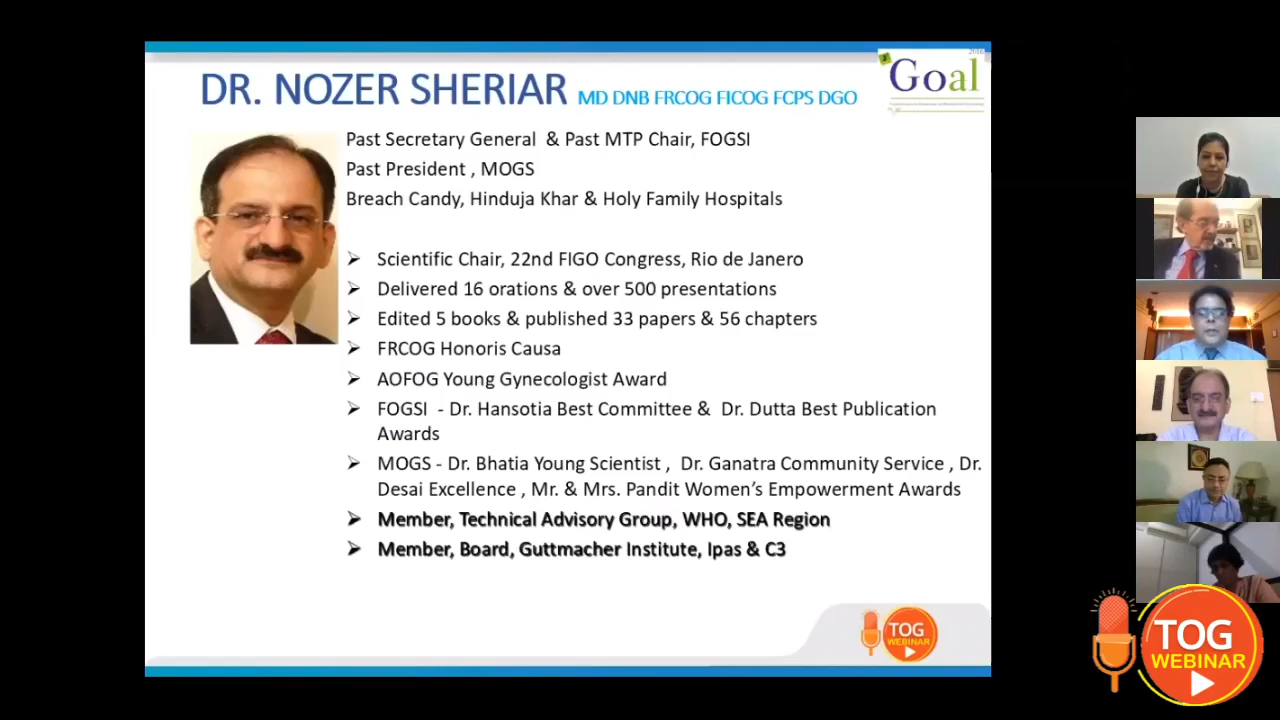 DR. NOZER SHERIAR MD DNB FRCOG FICOG FCPS DGO
Goal
Past Secretary General & Past MTP Chair, FOGSI
Past President , MOGS
Breach Candy, Hinduja Khar & Holy Family Hospitals
Scientific Chair, 22nd FIGO Congress, Rio de Janero
Delivered 16 orations & over 500 presentations
Edited 5 books & published 33 papers & 56 chapters
FRCOG Honoris Causa
AOFOG Young Gynecologist Award
FOGSI - Dr. Hansotia Best Committee & Dr. Dutta Best Publication
Awards
MOGS - Dr. Bhatia Young Scientist , Dr. Ganatra Community Service , Dr.
Desai Excellence , Mr. & Mrs. Pandit Women's Empowerment Awards
Member, Technical Advisory Group, WHO, SEA Region
Member, Board, Guttmacher Institute, Ipas & C3
TOG
WEBINAR
TOG
WEBINAR